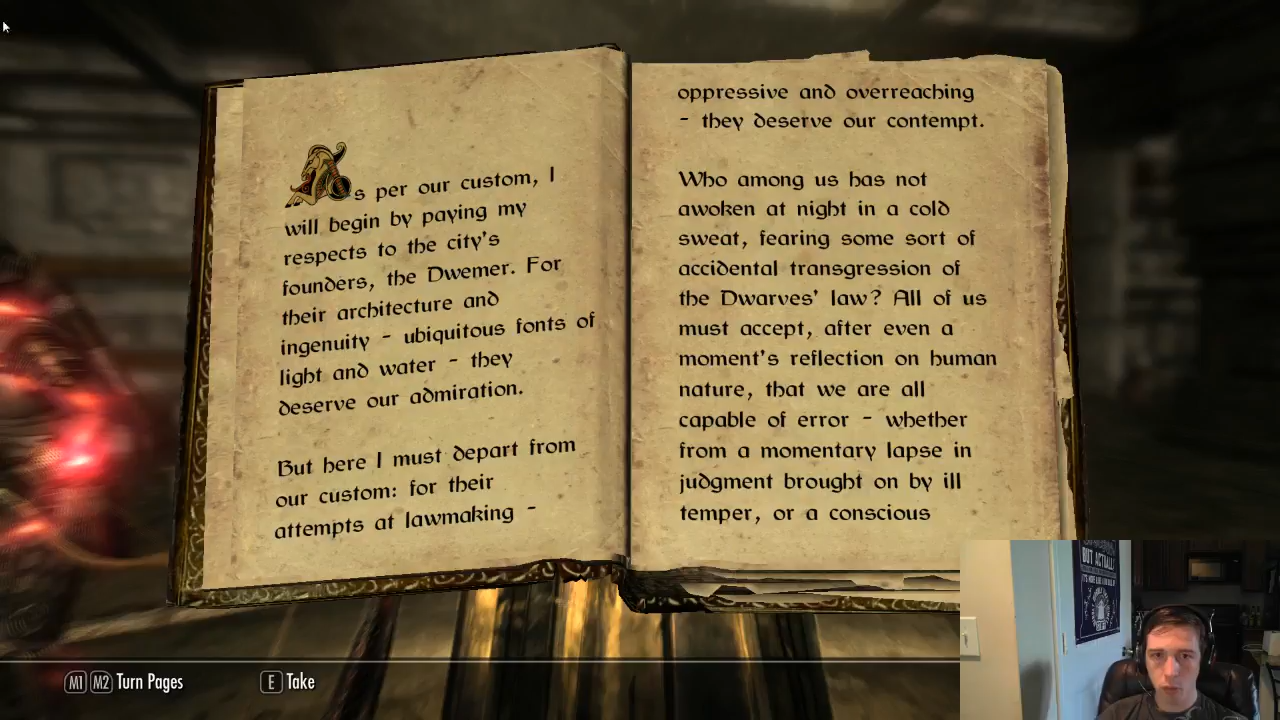 As per our custom, I
will begin by paying my
respects to the city's
founders, the Dwemer. For
their architecture and
ingenuity - ubiquitous fonts of
light and water - they
deserve our admiration.
But here I must depart from
our custom: for their
attempts at lawmaking -
oppressive and overreaching
- they deserve our contempt.
Who among us has not
awoken at night in a cold
sweat, fearing some sort of
accidental transgression of
the Dwarves' law? All of us
must accept, after even a
moment's reflection on human
nature, that we are all
capable of error - whether
from a momentary lapse in
judgment brought on by ill
temper, or a conscious
M1 M2 Turn Pages
E Take
BUT ACTUALLY